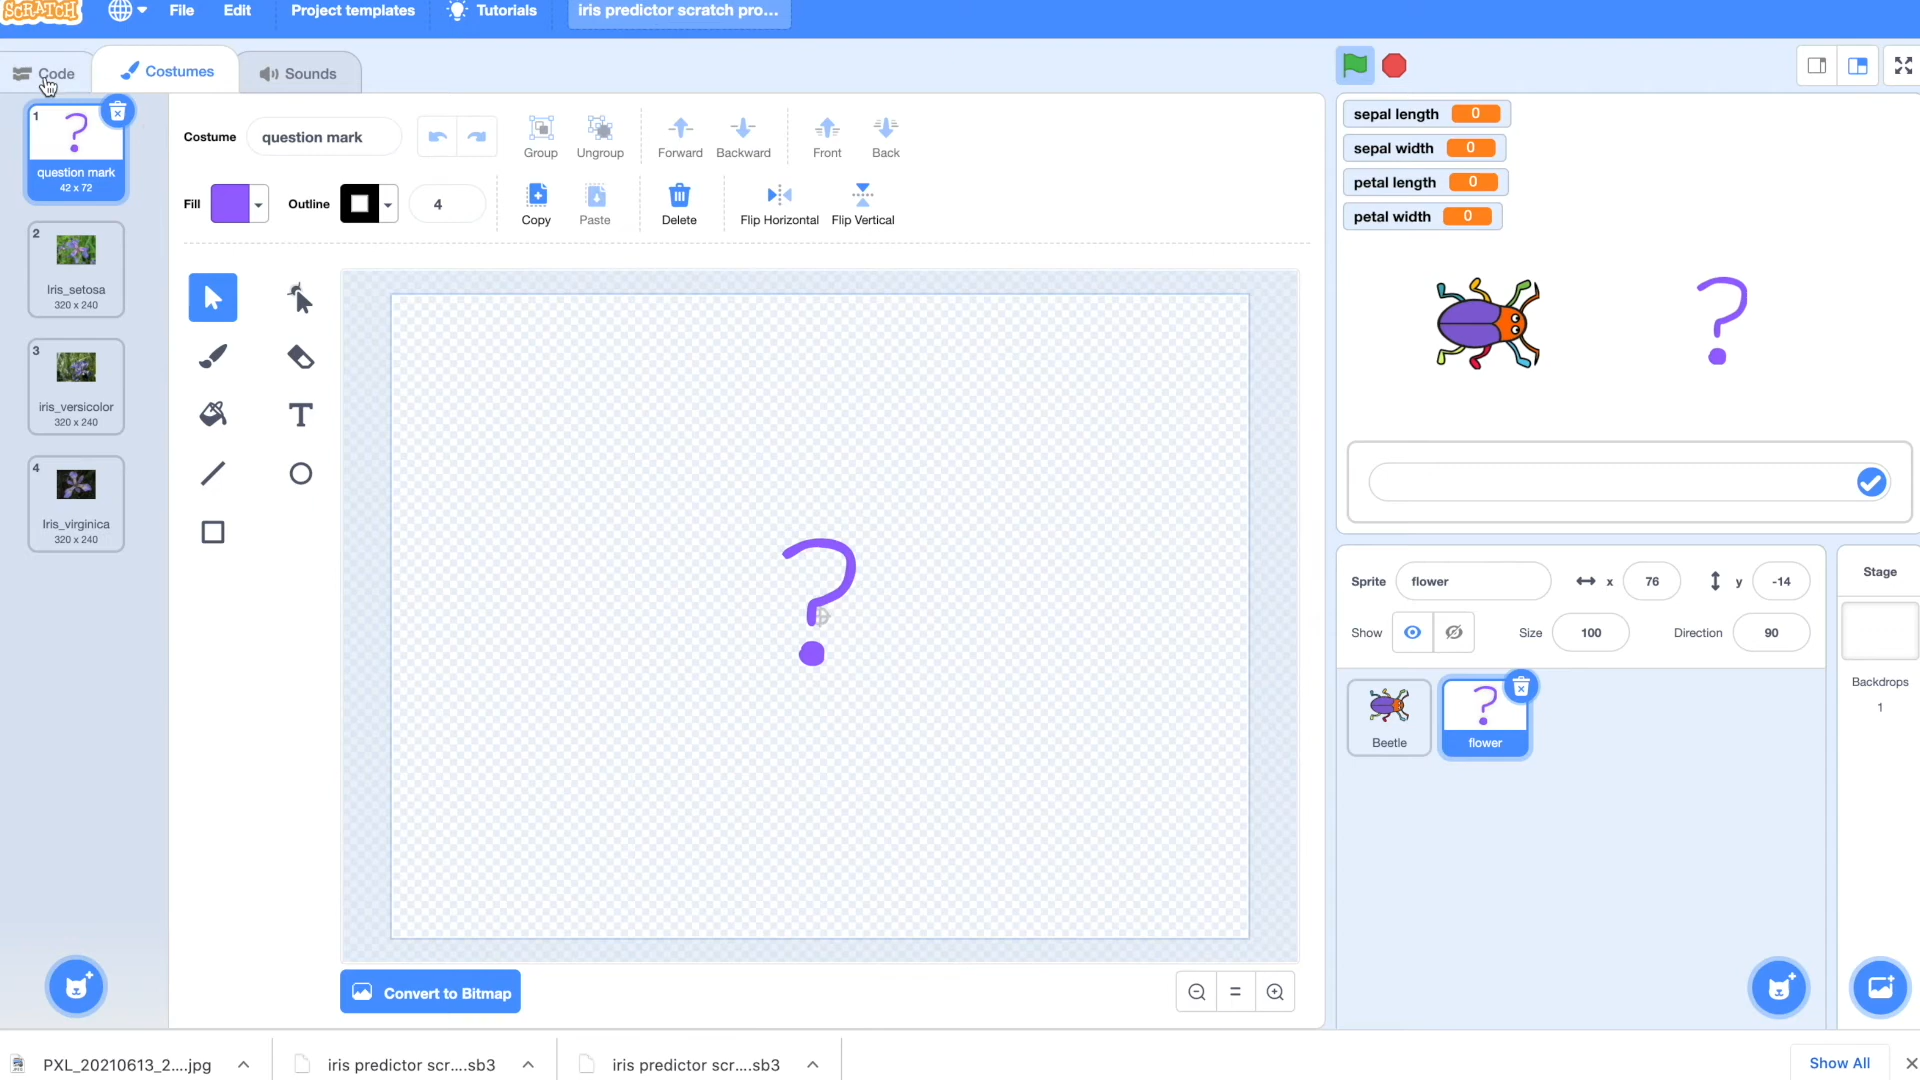 SCRATCH
File
Edit
Project templates
Tutorials
iris predictor scratch pro...
Code
Costumes
Sounds
1
question mark
42 x 72
2
Iris_setosa
320 x 240
3
iris_versicolor
320 x 240
4
Iris_virginica
320 x 240
Costume
question mark
Group
Ungroup
Forward
Backward
Front
Back
Fill
Outline
4
Copy
Paste
Delete
Flip Horizontal
Flip Vertical
T
?
Convert to Bitmap
sepal length 0
sepal width 0
petal length 0
petal width 0
?
Sprite
flower
x
76
y
-14
Show
Size
100
Direction
90
Beetle
?
flower
Stage
Backdrops
1
PXL_20210613_2....jpg
iris predictor scr....sb3
iris predictor scr....sb3
Show All